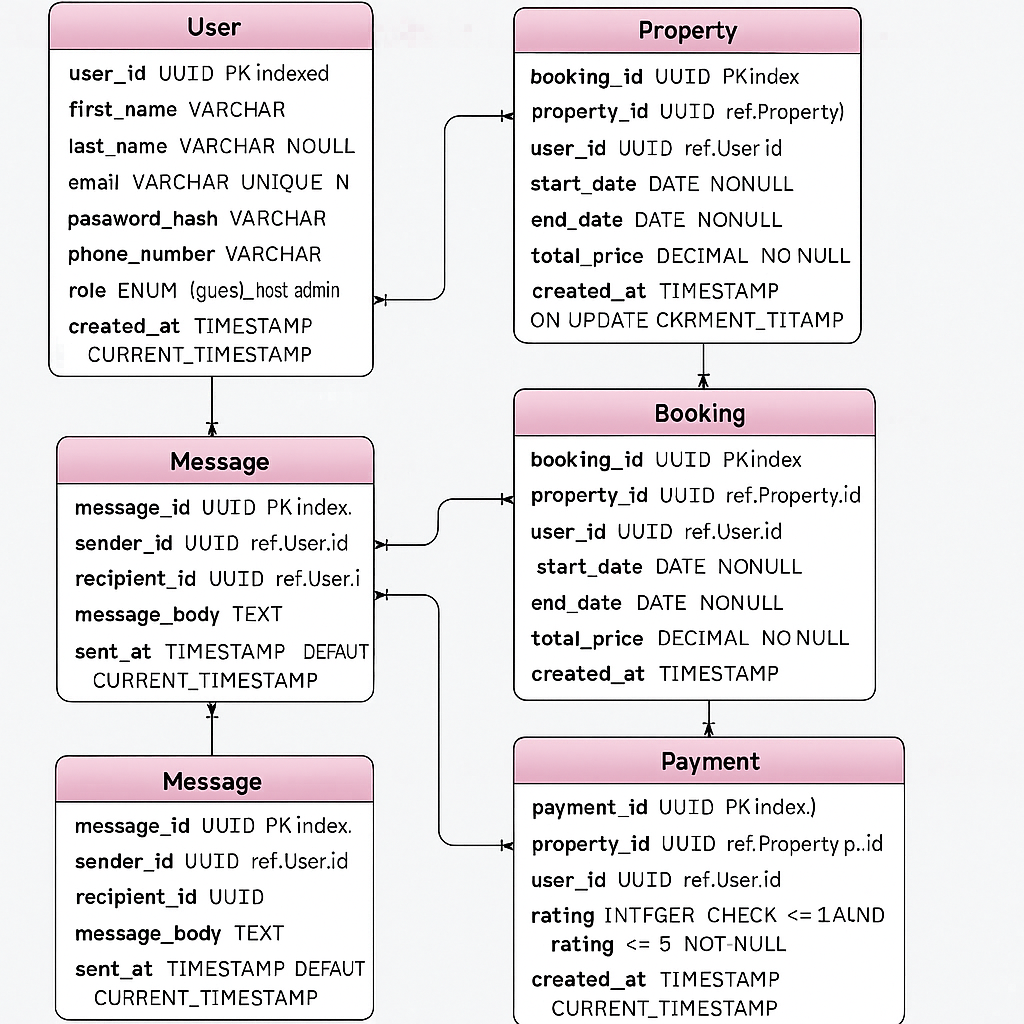 User
user_id UUID PK indexed
first_name VARCHAR
last_name VARCHAR NOULL
email VARCHAR UNIQUE N
pasaword_hash VARCHAR
phone_number VARCHAR
role ENUM (gues)_host admin
created_at TIMESTAMP
CURRENT_TIMESTAMP
Property
booking_id UUID PKindex
property_id UUID ref.Property)
user_id UUID ref.User id
start_date DATE NONULL
end_date DATE NONULL
total_price DECIMAL NO NULL
created_at TIMESTAMP
ON UPDATE CKRMENT_TITAMP
Message
message_id UUID PK index.
sender_id UUID ref.User.id
recipient_id UUID ref.User.i
message_body TEXT
sent_at TIMESTAMP DEFAUT
CURRENT_TIMESTAMP
Booking
booking_id UUID PKindex
property_id UUID ref.Property.id
user_id UUID ref.User.id
start_date DATE NONULL
end_date DATE NONULL
total_price DECIMAL NO NULL
created_at TIMESTAMP
Message
message_id UUID PK index.
sender_id UUID ref.User.id
recipient_id UUID
message_body TEXT
sent_at TIMESTAMP DEFAUT
CURRENT_TIMESTAMP
Payment
payment_id UUID PK index.)
property_id UUID ref.Property p..id
user_id UUID ref.User.id
rating INTFGER CHECK <= 1AUND
rating <= 5 NOT-NULL
created_at TIMESTAMP
CURRENT_TIMESTAMP